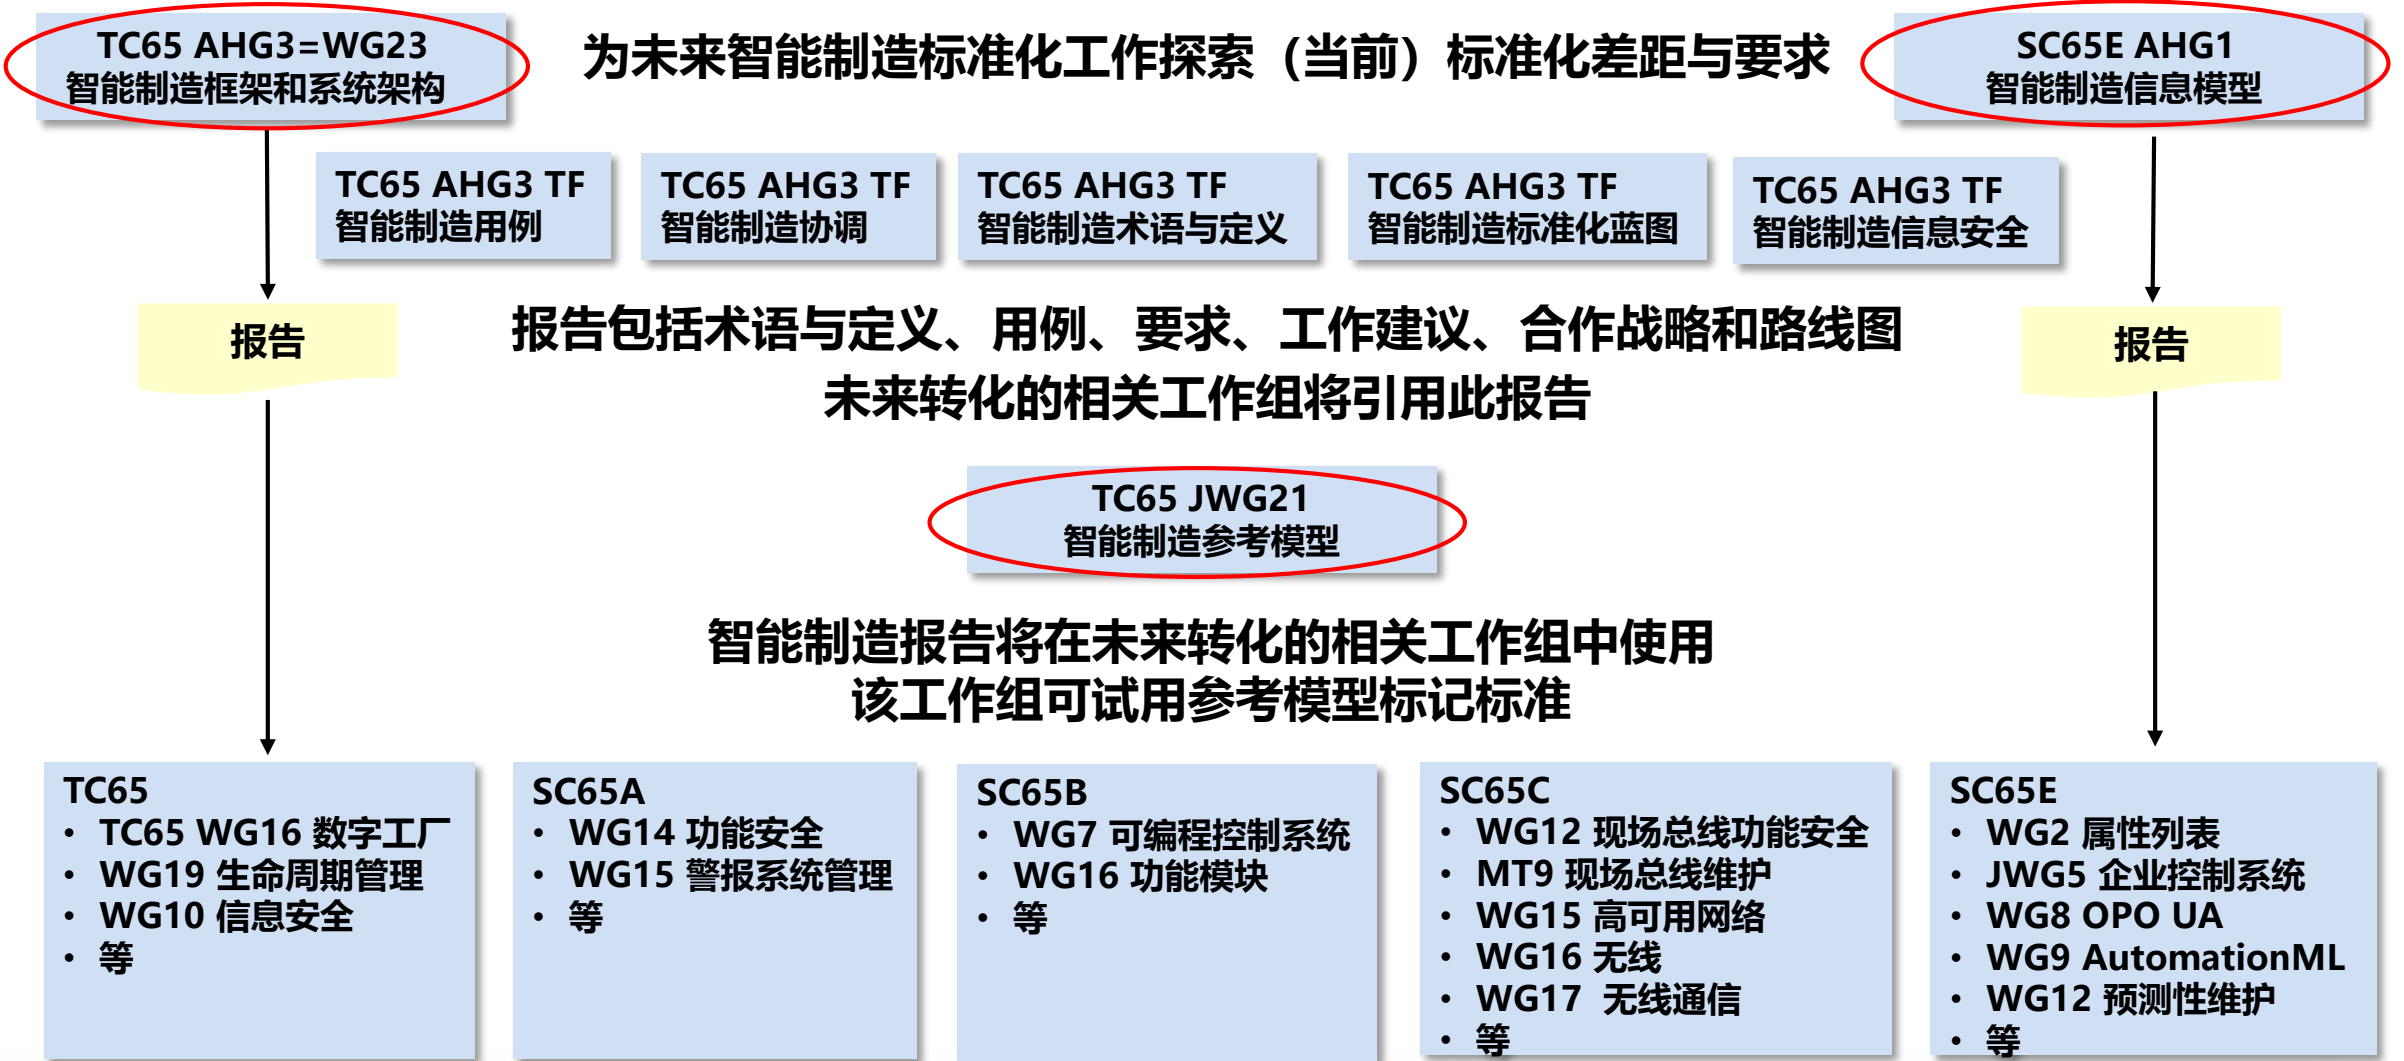 TC65 AHG3=WG23
智能制造框架和系统架构
为未来智能制造标准化工作探索（当前）标准化差距与要求
SC65E AHG1
智能制造信息模型
TC65 AHG3 TF
智能制造用例
TC65 AHG3 TF
智能制造协调
TC65 AHG3 TF
智能制造术语与定义
TC65 AHG3 TF
智能制造标准化蓝图
TC65 AHG3 TF
智能制造信息安全
报告
报告包括术语与定义、用例、要求、工作建议、合作战略和路线图
未来转化的相关工作组将引用此报告
报告
TC65 JWG21
智能制造参考模型
智能制造报告将在未来转化的相关工作组中使用
该工作组可试用参考模型标记标准
TC65
• TC65 WG16 数字工厂
• WG19 生命周期管理
• WG10 信息安全
• 等
SC65A
• WG14 功能安全
• WG15 警报系统管理
• 等
SC65B
• WG7 可编程控制系统
• WG16 功能模块
• 等
SC65C
• WG12 现场总线功能安全
• MT9 现场总线维护
• WG15 高可用网络
• WG16 无线
• WG17 无线通信
• 等
SC65E
• WG2 属性列表
• JWG5 企业控制系统
• WG8 OPO UA
• WG9 AutomationML
• WG12 预测性维护
• 等